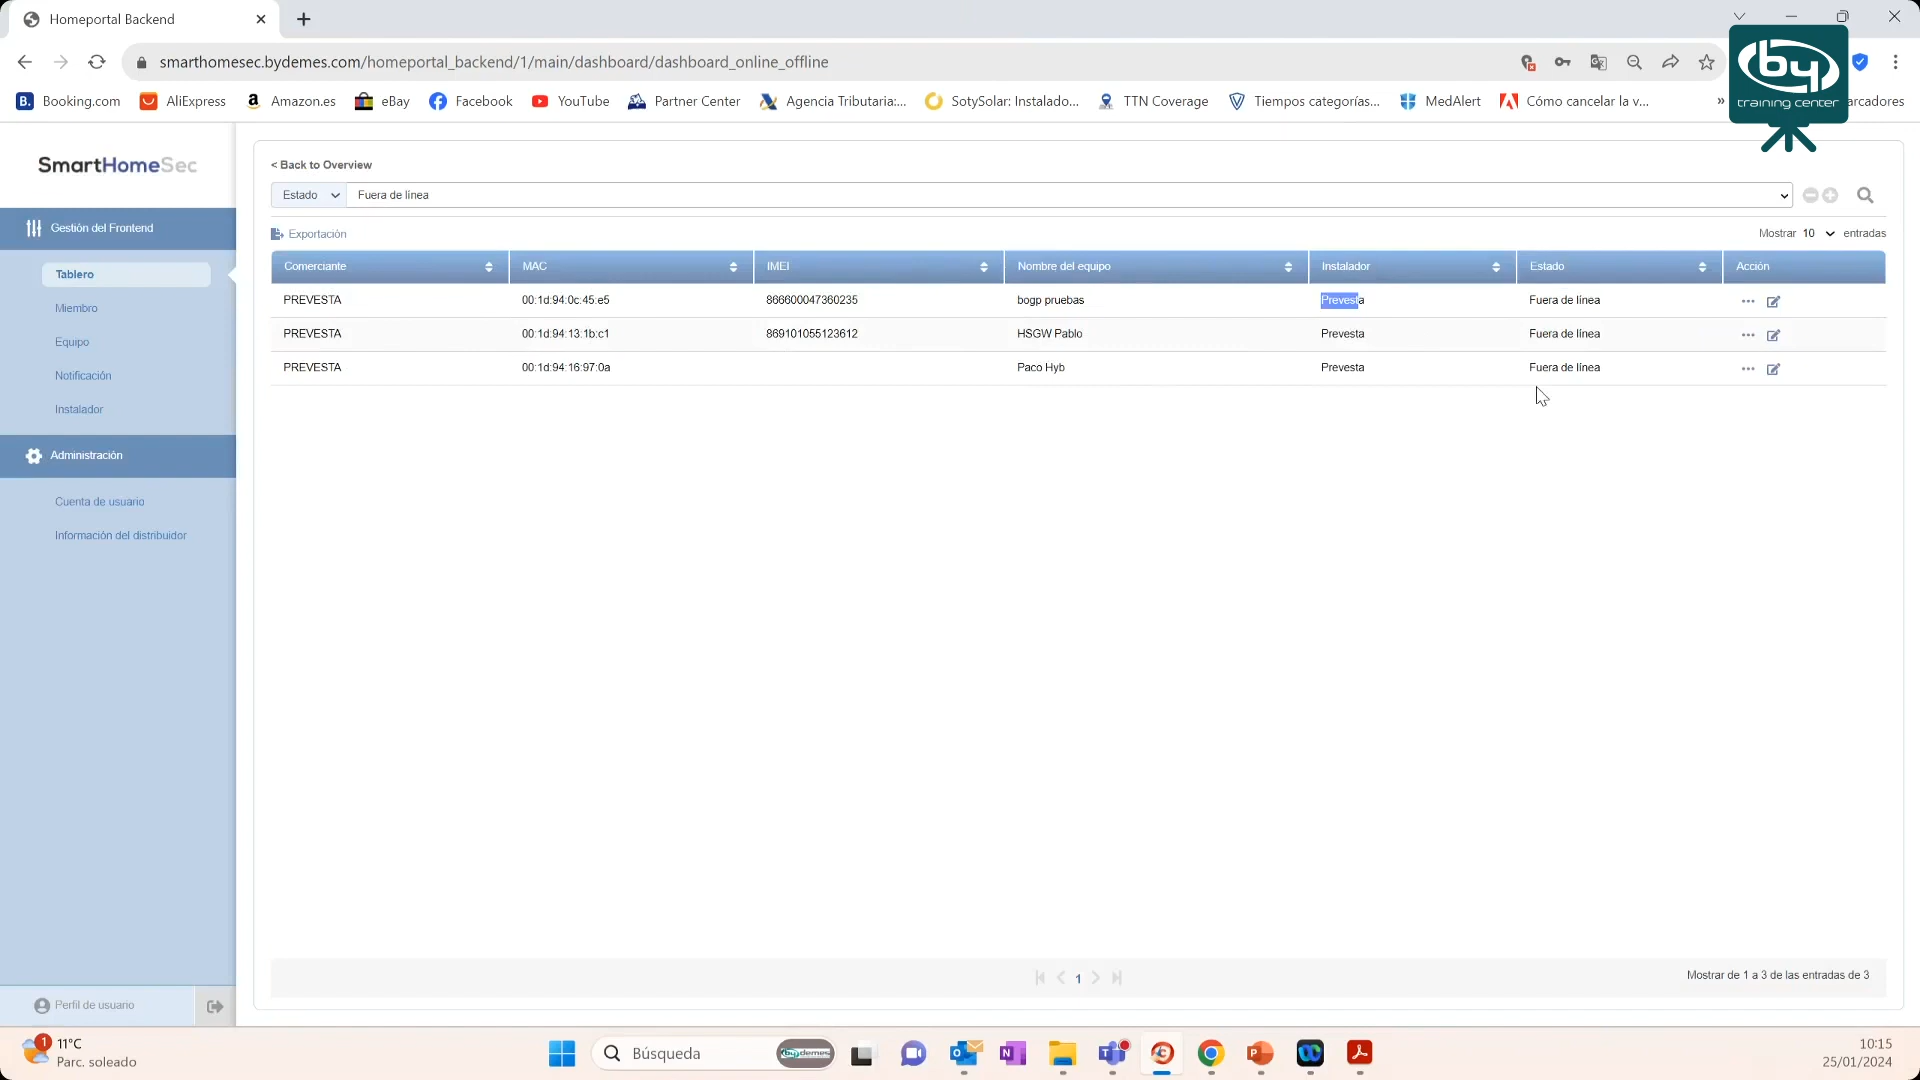 Homeportal Backend
smarthomesec.bydemes.com/homeportal_backend/1/main/dashboard/dashboard_online_offline
by
training center
Booking.com AliExpress Amazon.es eBay Facebook YouTube Partner Center Agencia Tributaria:... SotySolar: Instalado... TTN Coverage Tiempos categorías... MedAlert Cómo cancelar la v... » arcadores
SmartHomeSec
Gestión del Frontend
Tablero
Miembro
Equipo
Notificación
Instalador
Administración
Cuenta de usuario
Información del distribuidor
Perfil de usuario
< Back to Overview
Estado Fuera de línea
Exportación Mostrar 10 entradas
Comerciante MAC IMEI Nombre del equipo Instalador Estado Acción
PREVESTA 00:1d:94:0c:45:e5 866600047360235 bogp pruebas Prevesta Fuera de línea
PREVESTA 00:1d:94:13:1b:c1 869101055123612 HSGW Pablo Prevesta Fuera de línea
PREVESTA 00:1d:94:16:97:0a Paco Hyb Prevesta Fuera de línea
1 Mostrar de 1 a 3 de las entradas de 3
1 11°C
Parc. soleado
Búsqueda bydemes
10:15
25/01/2024